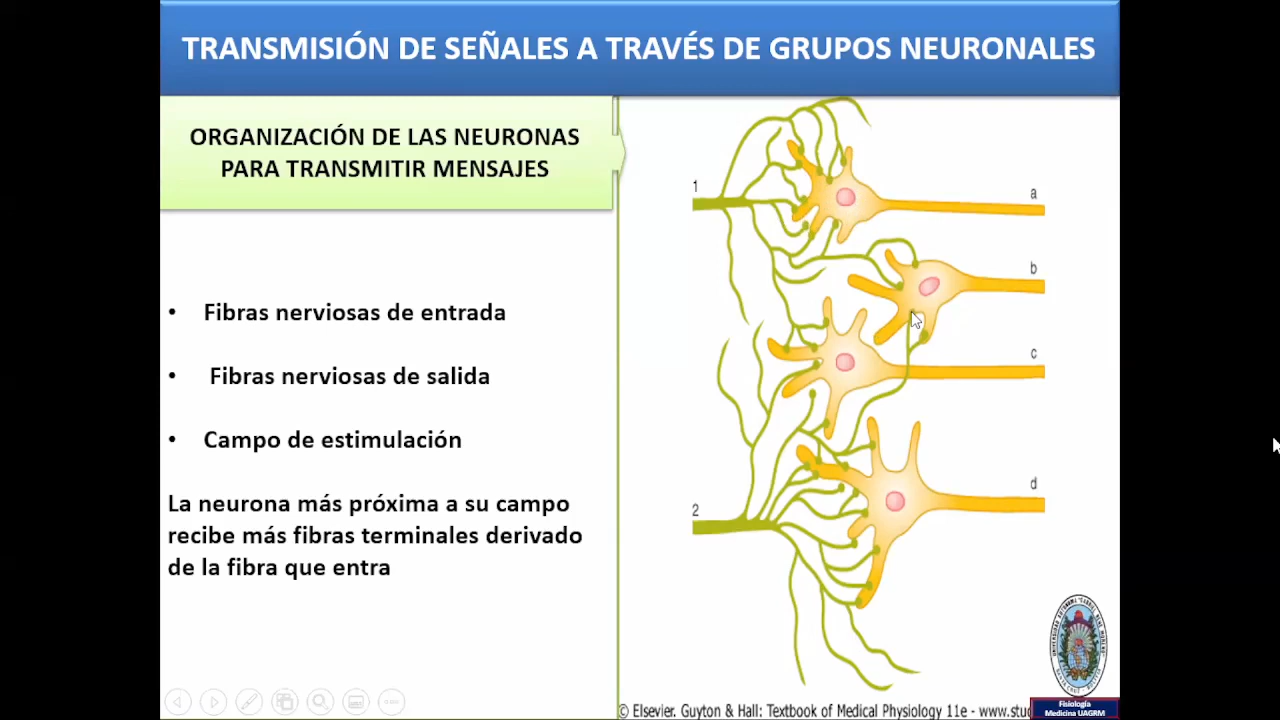 TRANSMISIÓN DE SEÑALES A TRAVÉS DE GRUPOS NEURONALES
ORGANIZACIÓN DE LAS NEURONAS
PARA TRANSMITIR MENSAJES
• Fibras nerviosas de entrada
• Fibras nerviosas de salida
• Campo de estimulación
La neurona más próxima a su campo
recibe más fibras terminales derivado
de la fibra que entra
1
a
b
c
2
d
© Elsevier. Guyton & Hall: Textbook of Medical Physiology 11e - www.stu
Fisiología
Medicina UAGRM